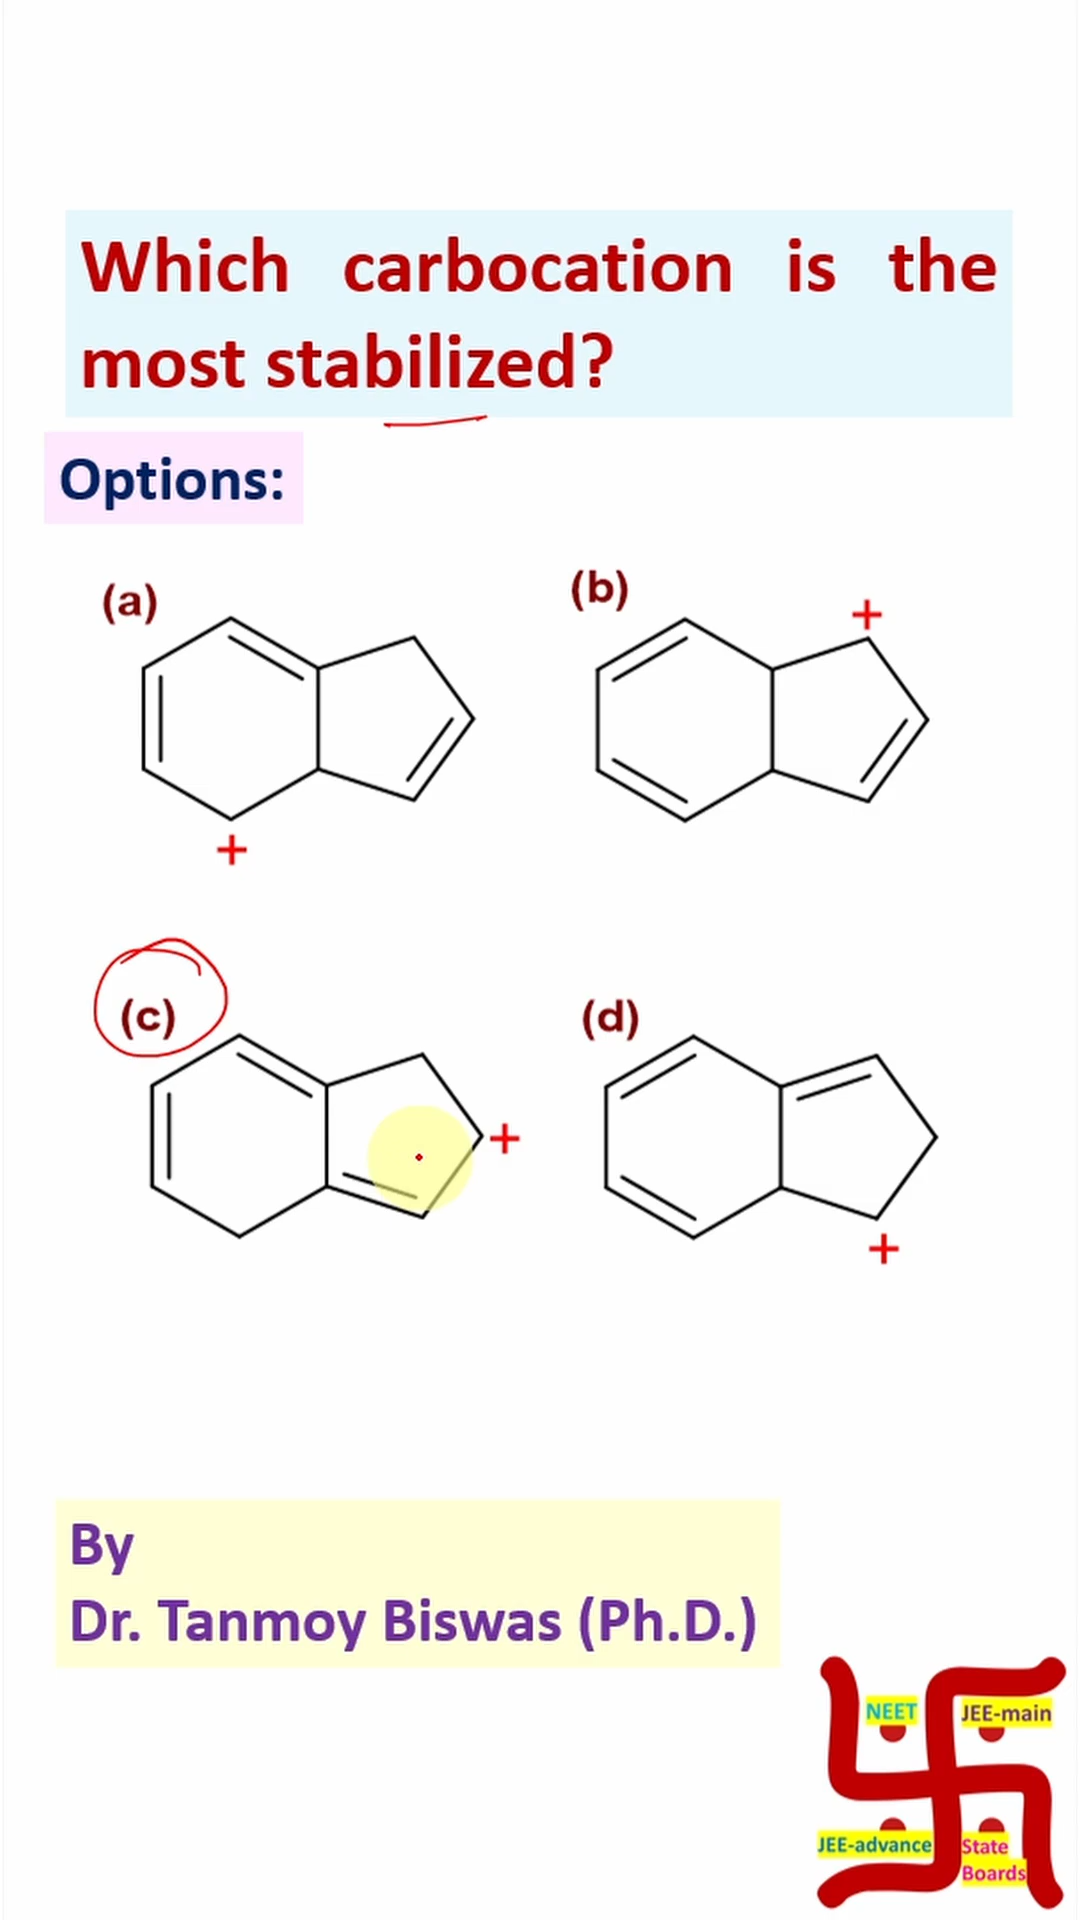 Which carbocation is the
most stabilized?
Options:
(a)
(b)
+
+
(c)
(d)
+
+
By
Dr. Tanmoy Biswas (Ph.D.)
NEET
JEE-main
JEE-advance
State
Boards